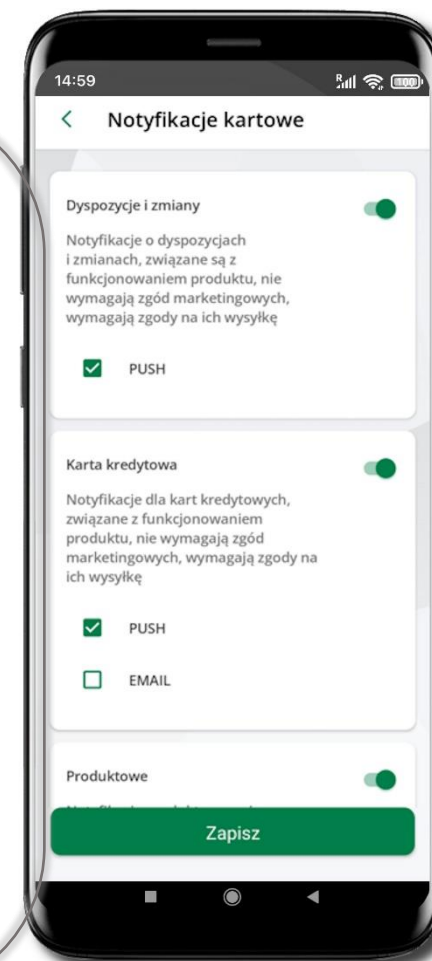 14:59
R
100
Notyfikacje kartowe
Dyspozycje i zmiany
Notyfikacje o dyspozycjach
i zmianach, związane są z
funkcjonowaniem produktu, nie
wymagają zgód marketingowych,
wymagają zgody na ich wysyłkę
PUSH
Karta kredytowa
Notyfikacje dla kart kredytowych,
związane z funkcjonowaniem
produktu, nie wymagają zgód
marketingowych, wymagają zgody na
ich wysyłkę
PUSH
EMAIL
Produktowe
Zapisz